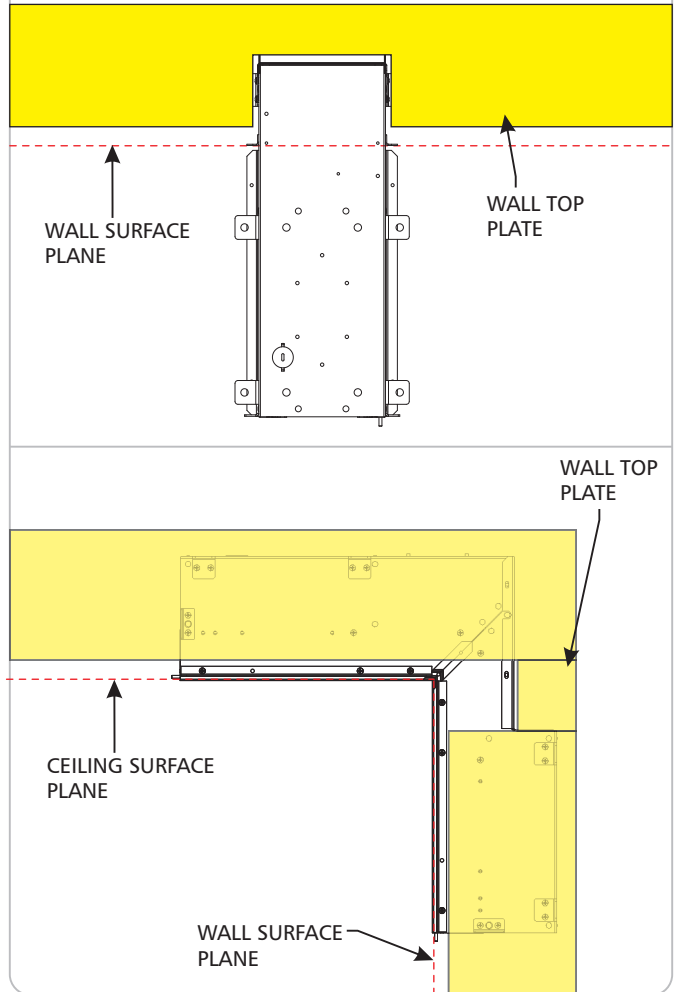 WALL SURFACE
PLANE
WALL TOP
PLATE
WALL TOP
PLATE
CEILING SURFACE
PLANE
WALL SURFACE
PLANE